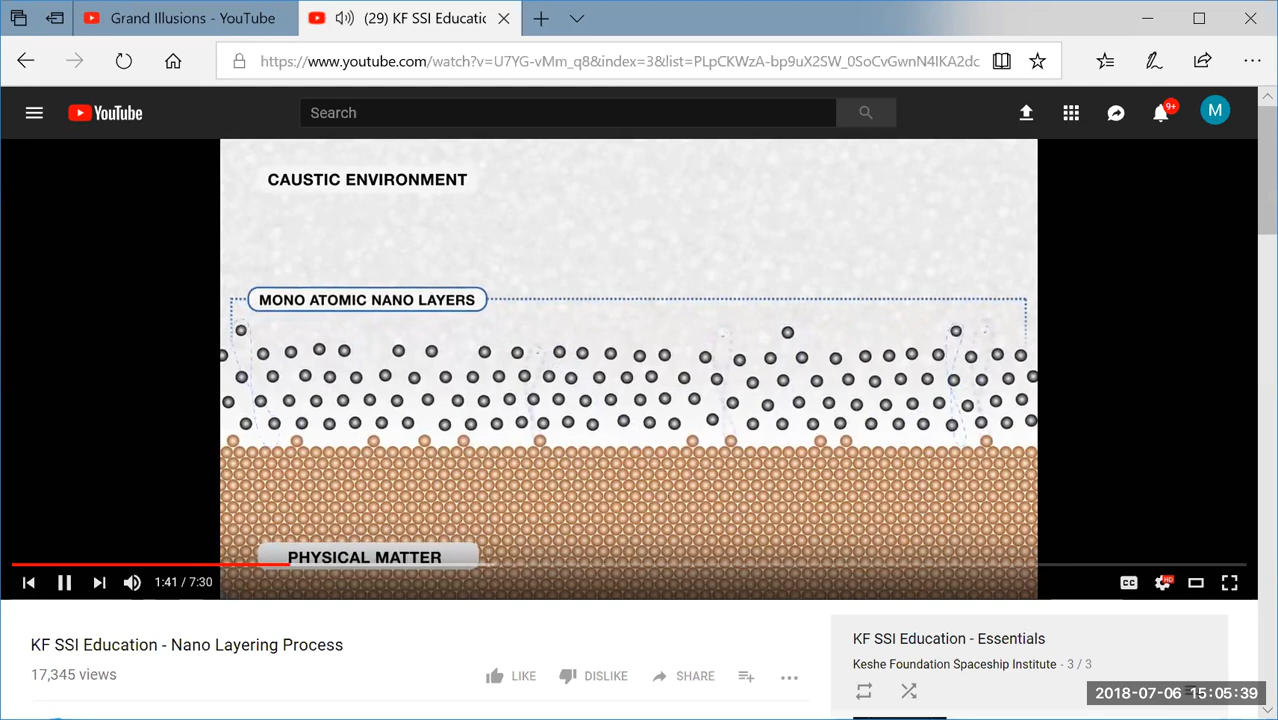 Grand Illusions - YouTube
(29) KF SSI Educatic
https://www.youtube.com/watch?v=U7YG-vMm_q8&index=3&list=PLpCKWzA-bp9uX2SW_0SoCvGwnN4IKA2dc
YouTube
Search
9+
M
CAUSTIC ENVIRONMENT
MONO ATOMIC NANO LAYERS
PHYSICAL MATTER
1:41 / 7:30
CC
HD
KF SSI Education - Nano Layering Process
17,345 views
LIKE
DISLIKE
SHARE
KF SSI Education - Essentials
Keshe Foundation Spaceship Institute - 3 / 3
2018-07-06 15:05:39